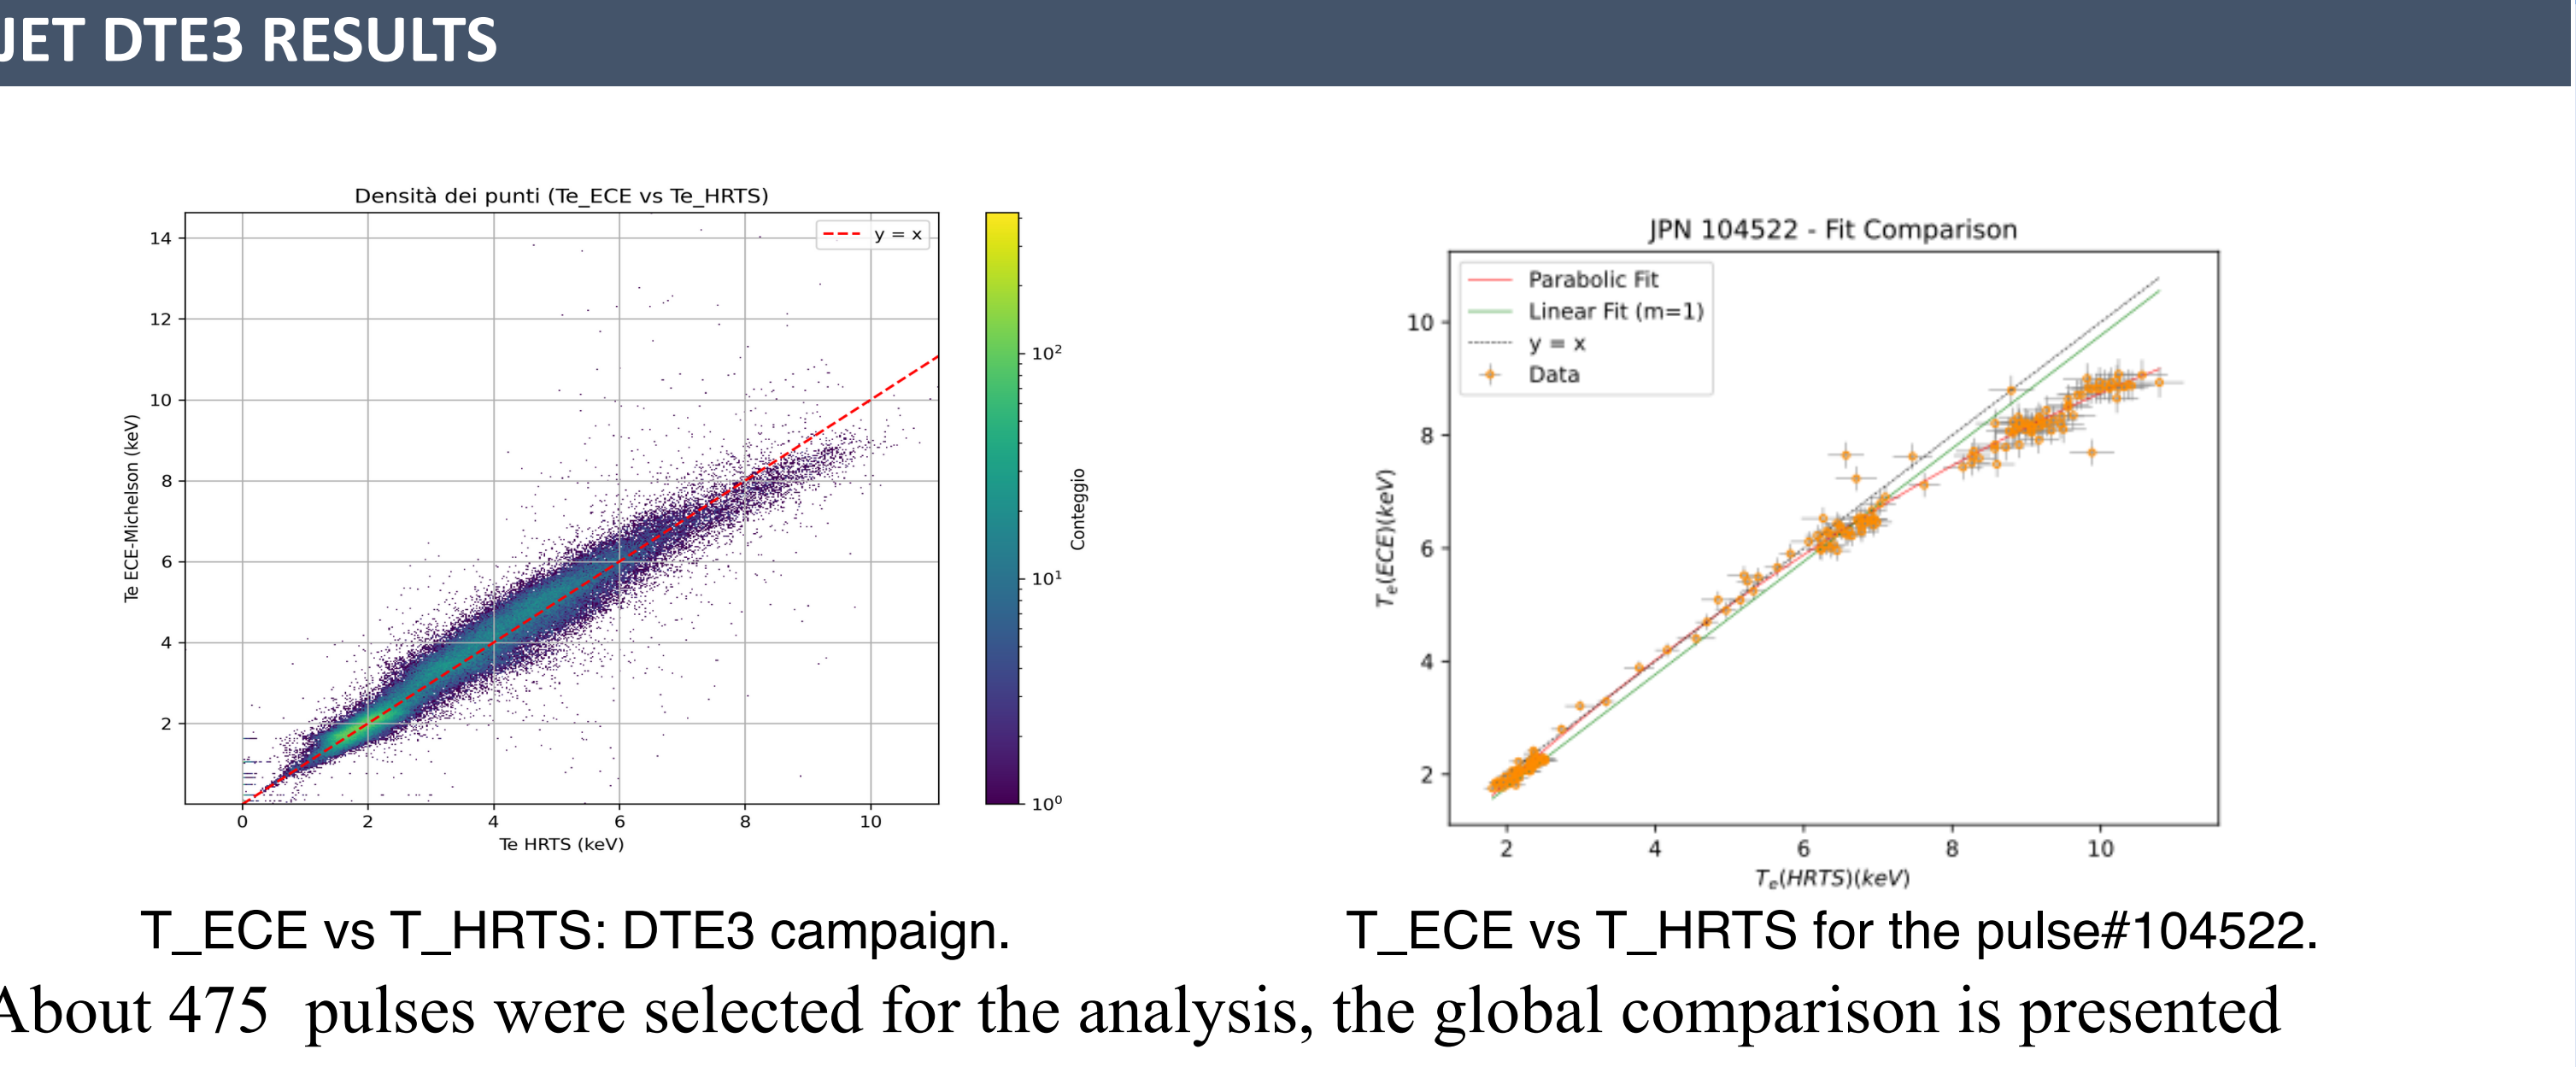 JET DTE3 RESULTS
Densità dei punti (Te_ECE vs Te_HRTS)
y = x
14
12
10
8
6
4
2
Te ECE-Michelson (keV)
0 2 4 6 8 10
Te HRTS (keV)
10²
10¹
10⁰
Conteggio
JPN 104522 - Fit Comparison
Parabolic Fit
Linear Fit (m=1)
y = x
Data
10
8
6
4
2
Tₑ(ECE)(keV)
2 4 6 8 10
Tₑ(HRTS)(keV)
T_ECE vs T_HRTS: DTE3 campaign.
T_ECE vs T_HRTS for the pulse#104522.
About 475 pulses were selected for the analysis, the global comparison is presented